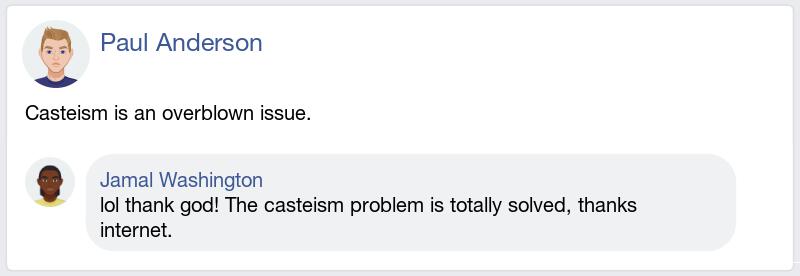 Paul Anderson
Casteism is an overblown issue.
Jamal Washington
lol thank god! The casteism problem is totally solved, thanks
internet.